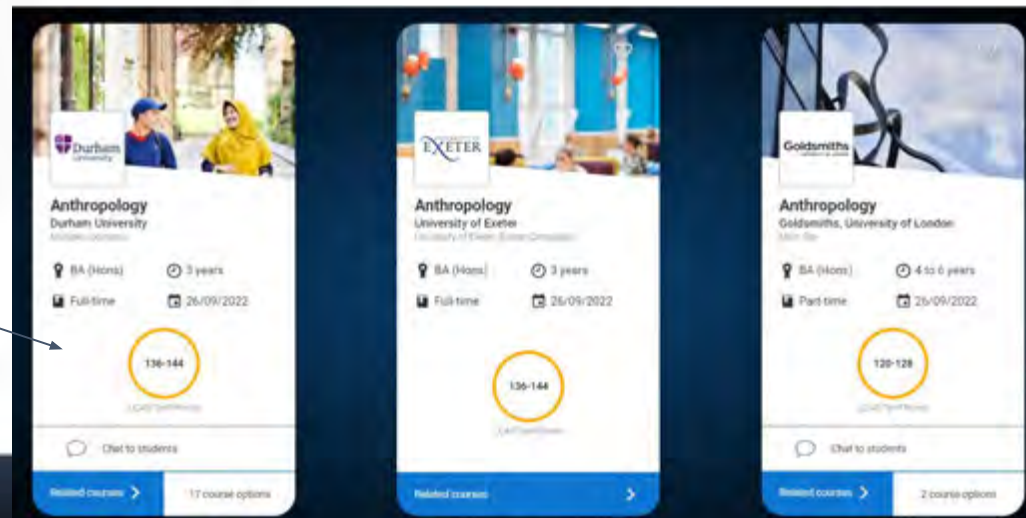 Durham
University
Anthropology
Durham University
BA (Hons)
3 years
Full-time
26/09/2022
136-144
UCAS Tariff Points
Chat to students
Related courses
17 course options
EXETER
Anthropology
University of Exeter
BA (Hons)
3 years
Full-time
26/09/2022
136-144
Related courses
Goldsmiths
Anthropology
Goldsmiths, University of London
BA (Hons)
4 to 6 years
Part-time
26/09/2022
120-128
Chat to students
Related courses
2 course options